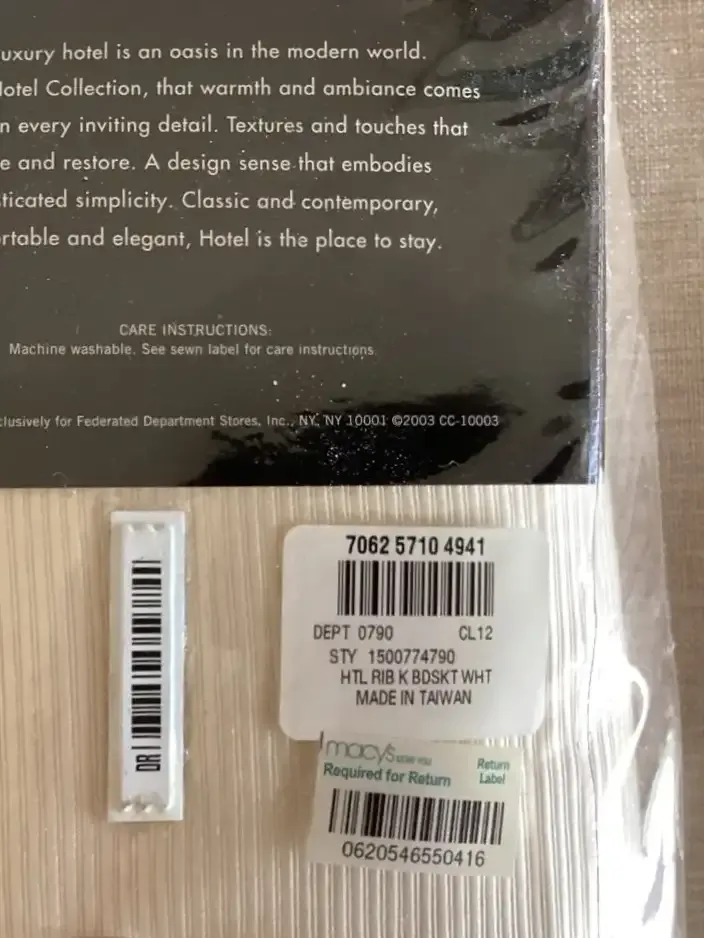 uxury hotel is an oasis in the modern world.
otel Collection, that warmth and ambiance comes
n every inviting detail. Textures and touches that
e and restore. A design sense that embodies
ticated simplicity. Classic and contemporary,
rtable and elegant, Hotel is the place to stay.
CARE INSTRUCTIONS:
Machine washable. See sewn label for care instructions.
clusively for Federated Department Stores, Inc., NY, NY 10001 ©2003 CC-10003
7062 5710 4941
DEPT 0790 CL12
STY 1500774790
HTL RIB K BDSKT WHT
MADE IN TAIWAN
DR
macy's
Required for Return
Return
Label
0620546550416